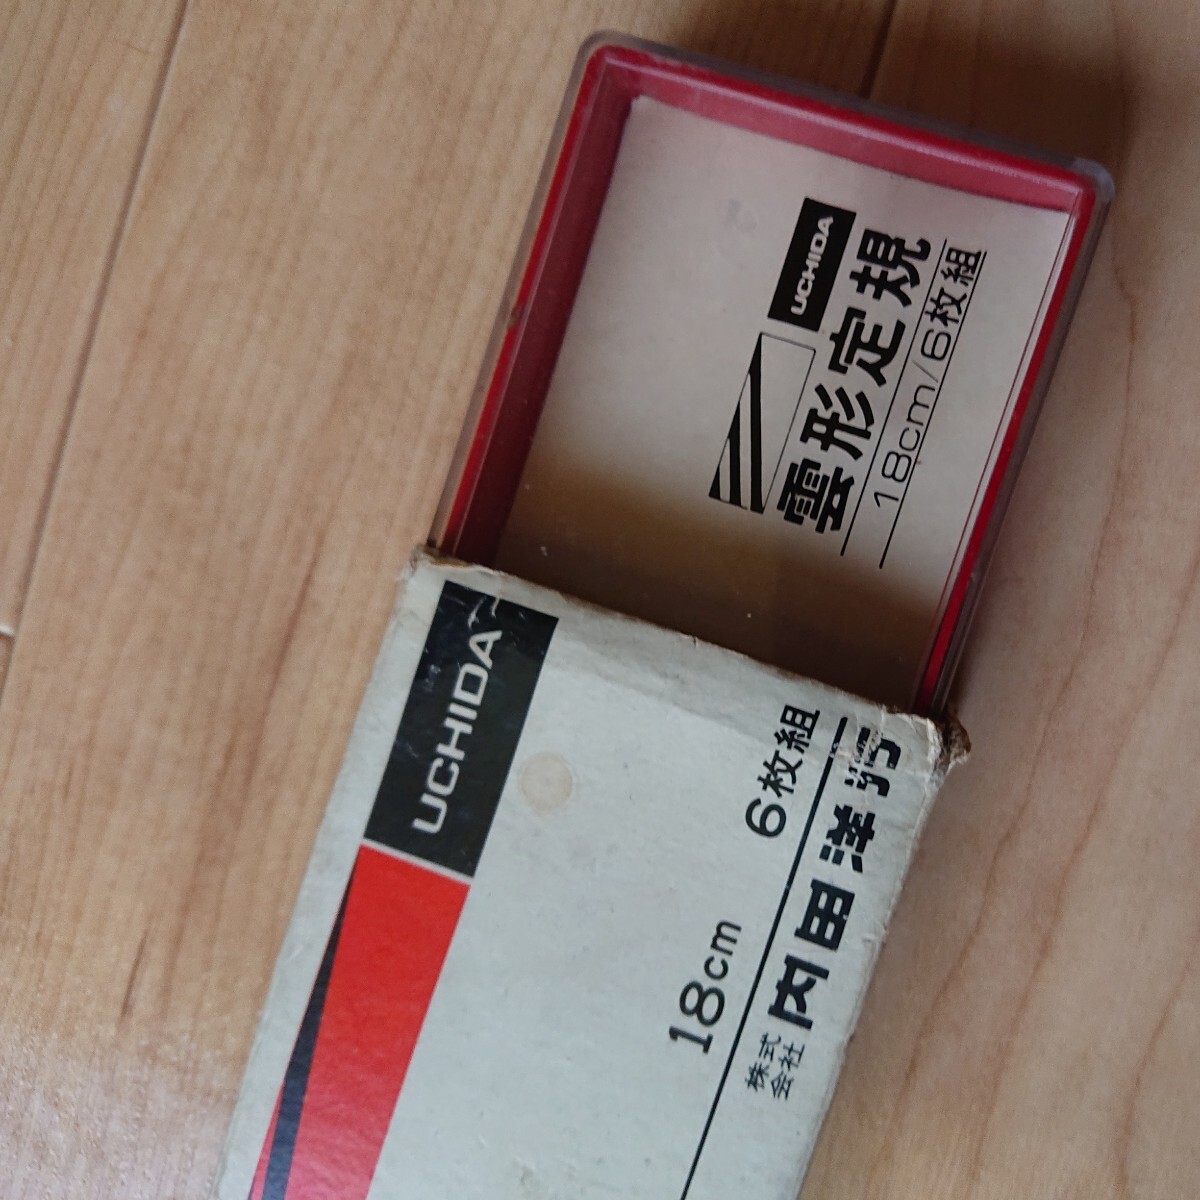 UCHIDA
雲形定規
18cm/6枚組
UCHIDA
18cm 6枚組
株式会社 内田洋行